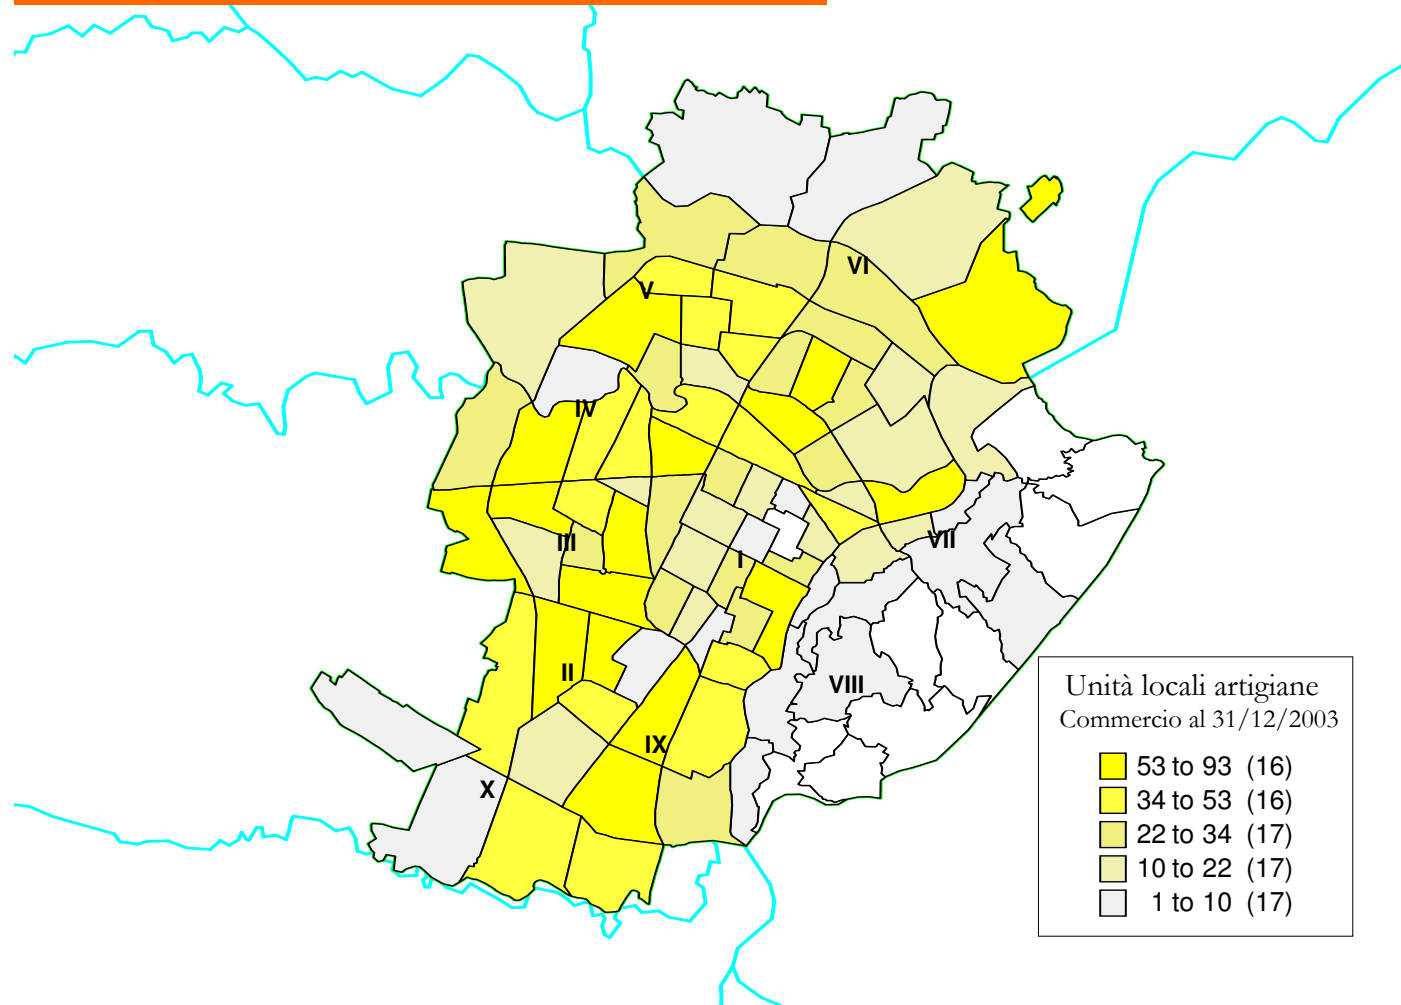 VI
V
IV
III
VII
I
II
VIII
IX
X
Unità locali artigiane
Commercio al 31/12/2003
53 to 93 (16)
34 to 53 (16)
22 to 34 (17)
10 to 22 (17)
1 to 10 (17)